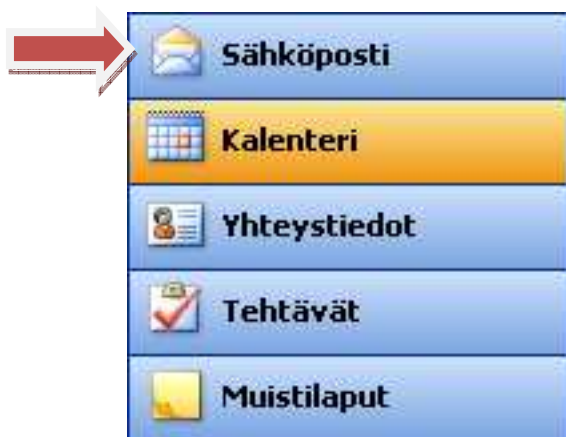 Sähköposti
Kalenteri
Yhteystiedot
Tehtävät
Muistilaput